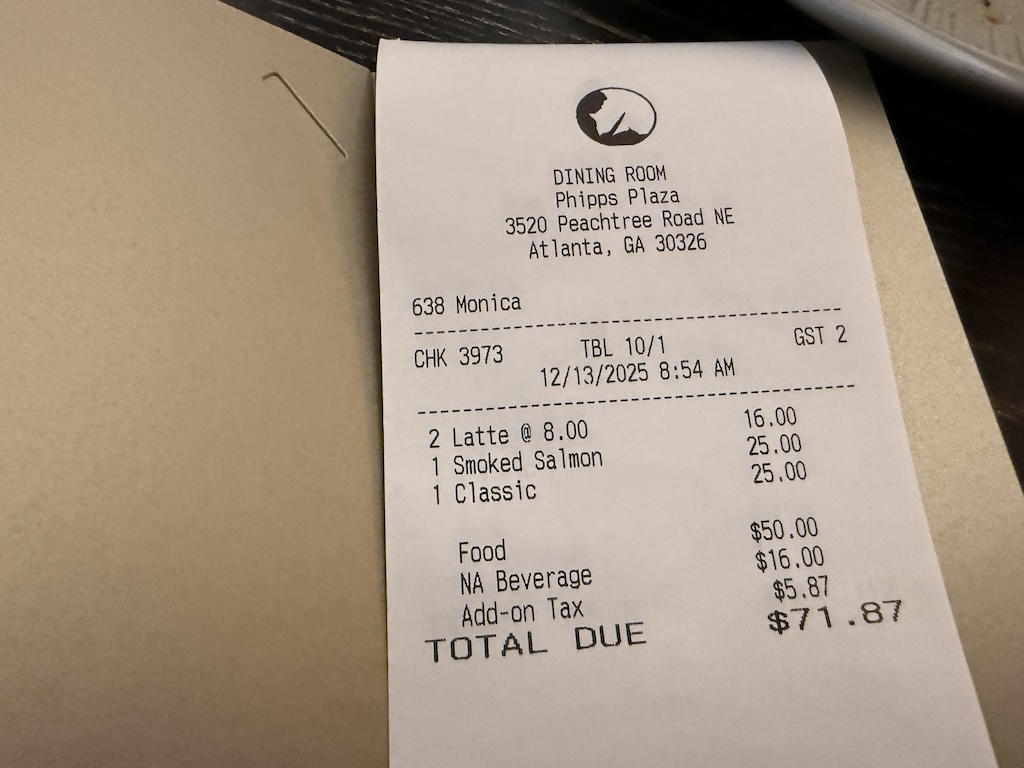 DINING ROOM
Phipps Plaza
3520 Peachtree Road NE
Atlanta, GA 30326
638 Monica
CHK 3973 TBL 10/1 GST 2
12/13/2025 8:54 AM
2 Latte @ 8.00 16.00
1 Smoked Salmon 25.00
1 Classic 25.00
Food $50.00
NA Beverage $16.00
Add-on Tax $5.87
TOTAL DUE $71.87